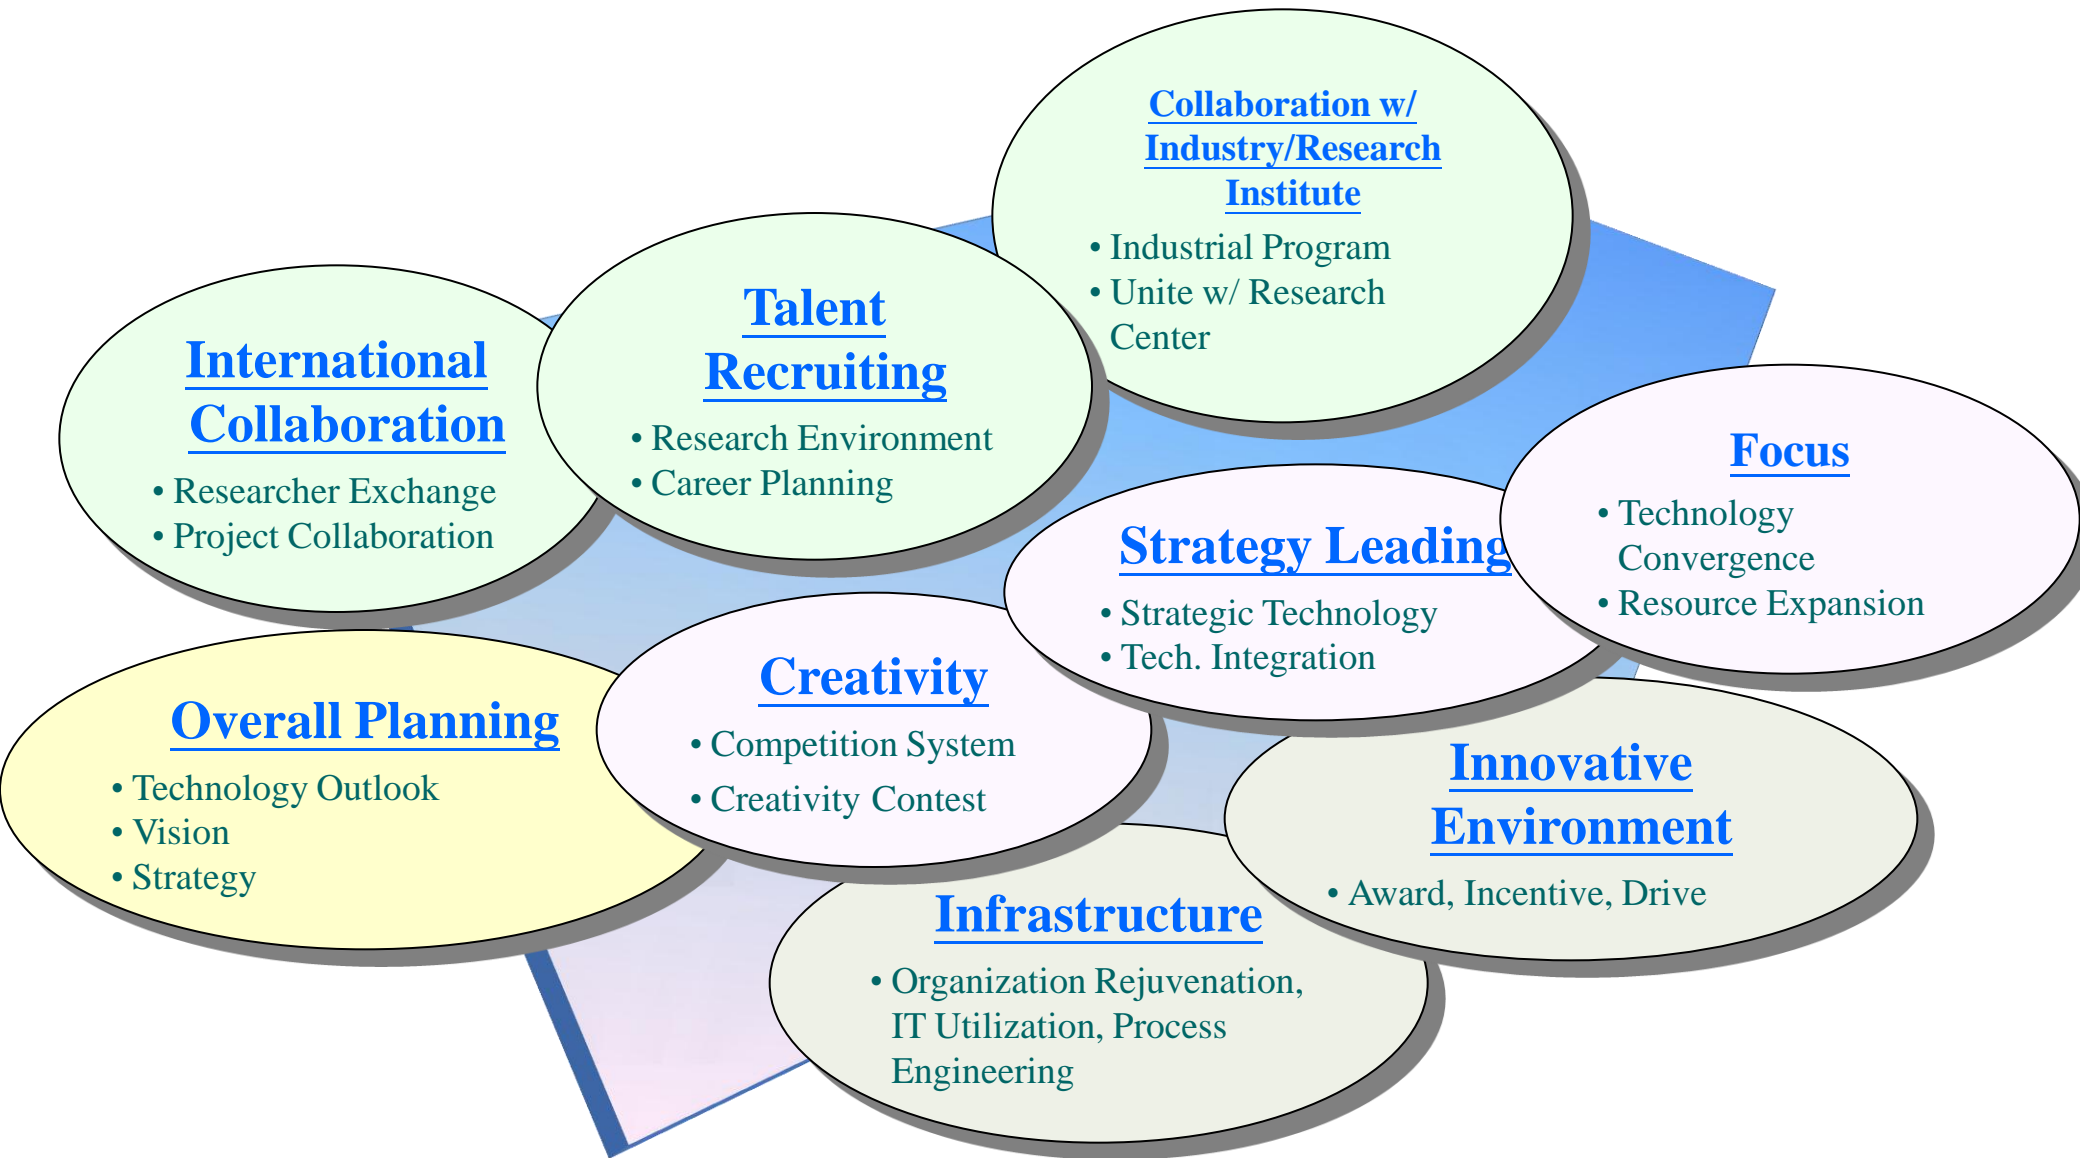 Collaboration w/
Industry/Research
Institute
• Industrial Program
• Unite w/ Research
Center
Talent
Recruiting
• Research Environment
• Career Planning
International
Collaboration
• Researcher Exchange
• Project Collaboration
Focus
• Technology
Convergence
• Resource Expansion
Strategy Leading
• Strategic Technology
• Tech. Integration
Creativity
• Competition System
• Creativity Contest
Overall Planning
• Technology Outlook
• Vision
• Strategy
Innovative
Environment
• Award, Incentive, Drive
Infrastructure
• Organization Rejuvenation,
IT Utilization, Process
Engineering